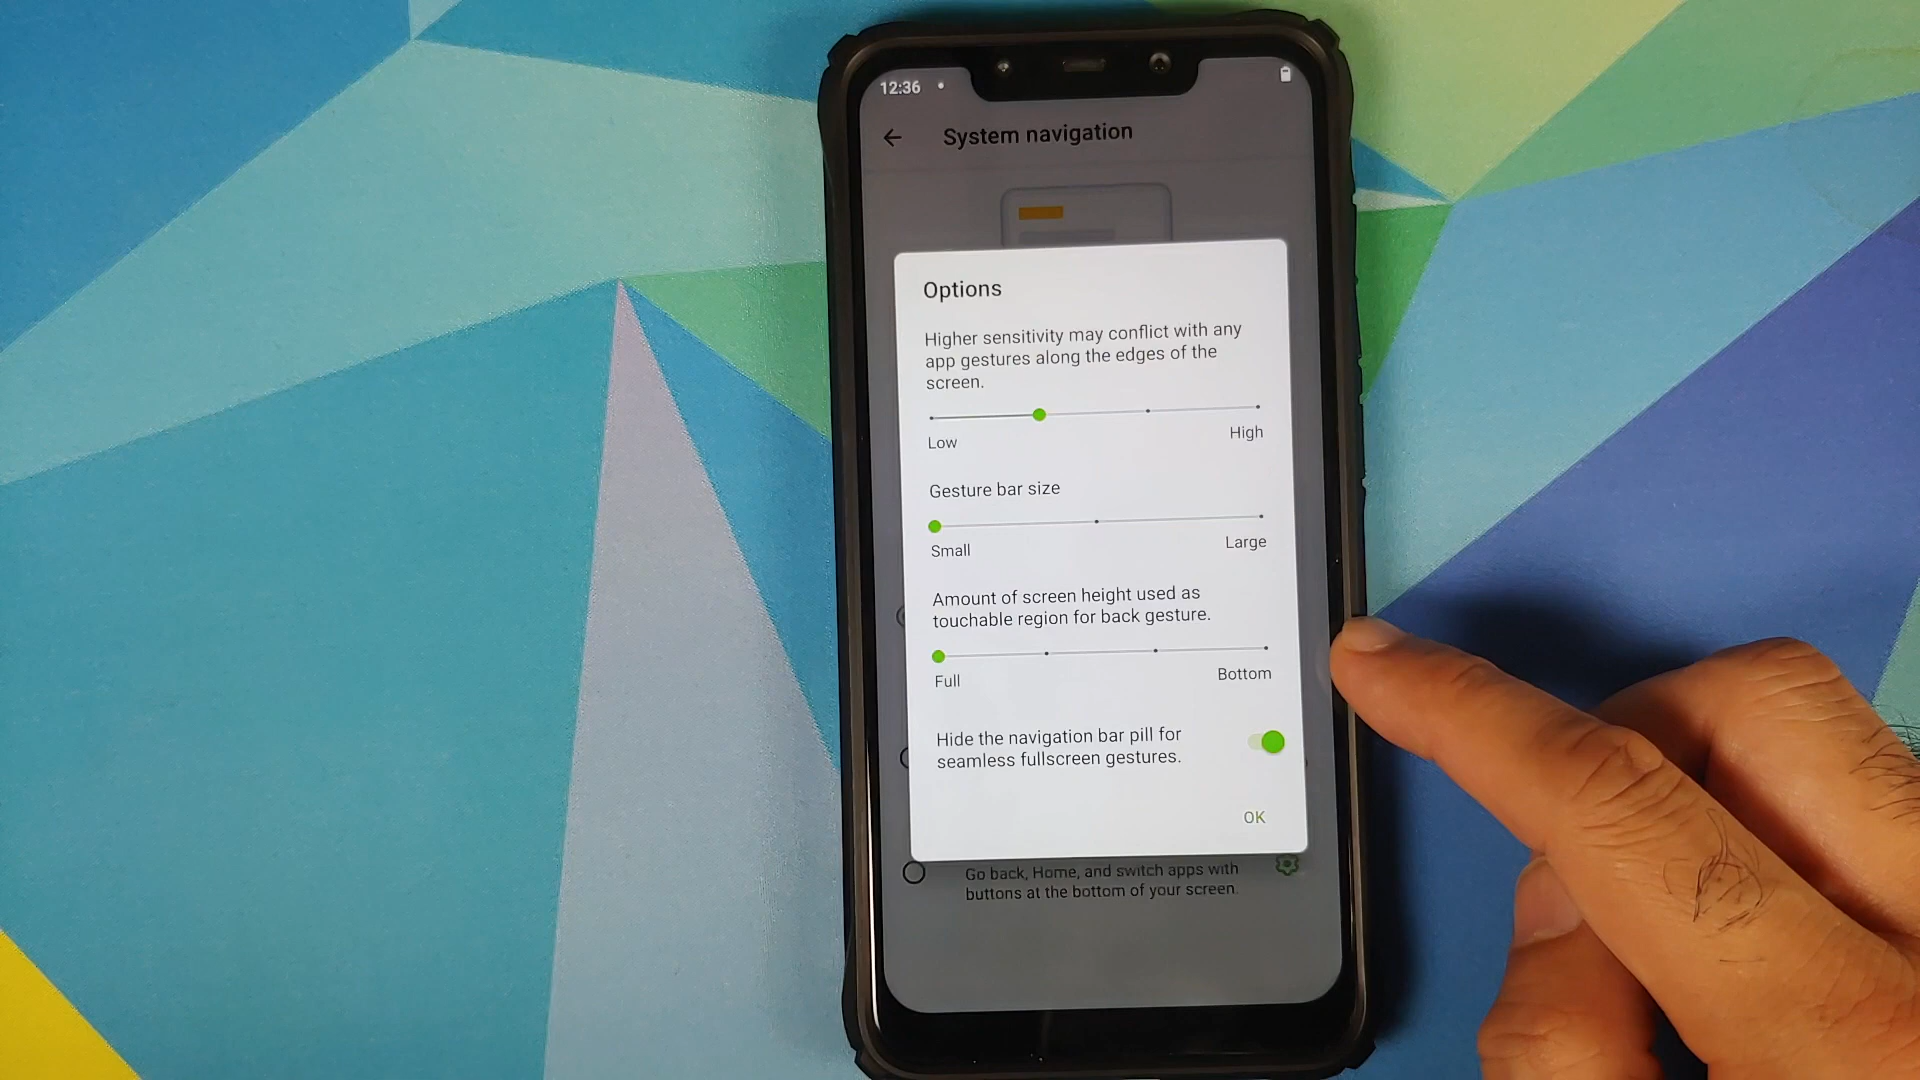 12:36
System navigation
Options
Higher sensitivity may conflict with any
app gestures along the edges of the
screen.
Low
High
Gesture bar size
Small
Large
Amount of screen height used as
touchable region for back gesture.
Full
Bottom
Hide the navigation bar pill for
seamless fullscreen gestures.
OK
Go back, Home, and switch apps with
buttons at the bottom of your screen.